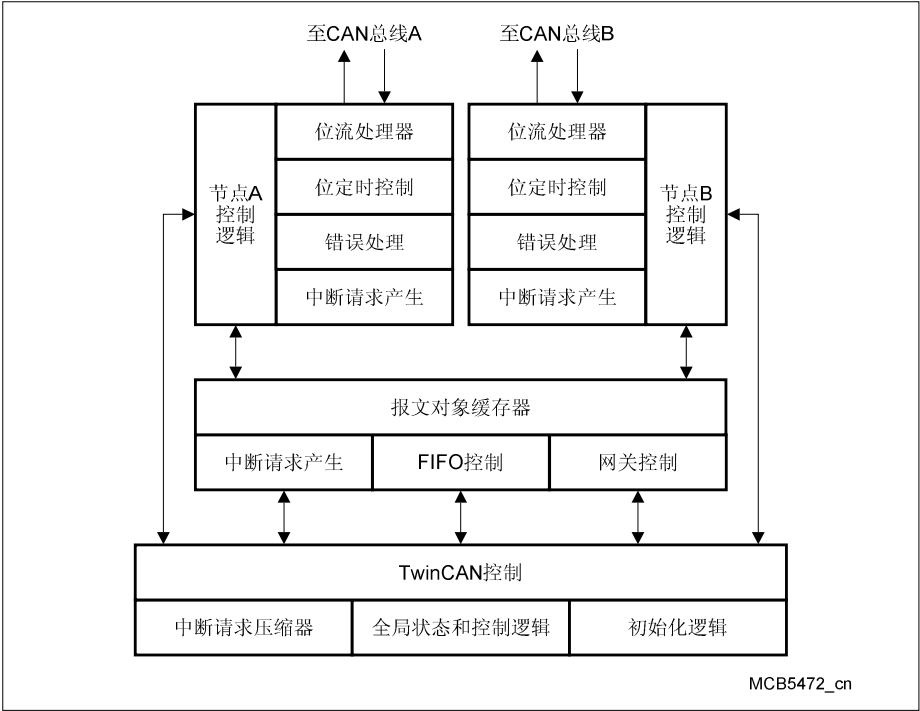 至CAN总线A
至CAN总线B
节点A
控制
逻辑
位流处理器
位定时控制
错误处理
中断请求产生
位流处理器
位定时控制
错误处理
中断请求产生
节点B
控制
逻辑
报文对象缓存器
中断请求产生
FIFO控制
网关控制
TwinCAN控制
中断请求压缩器
全局状态和控制逻辑
初始化逻辑
MCB5472_cn